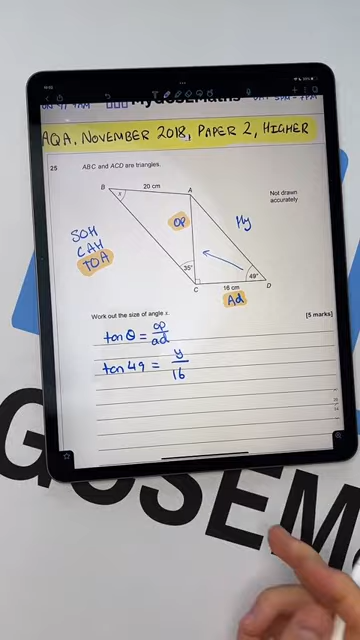 MyGCSEMaths
AQA, NOVEMBER 2018, PAPER 2, HIGHER
25 ABC and ACD are triangles.
B 20 cm A
x
Not drawn
accurately
OP
Hy
SOH
CAH
TOA
35°
49°
C 16 cm D
Ad
Work out the size of angle x.
[5 marks]
tan θ = op/ad
tan 49 = y/16
GCSEM